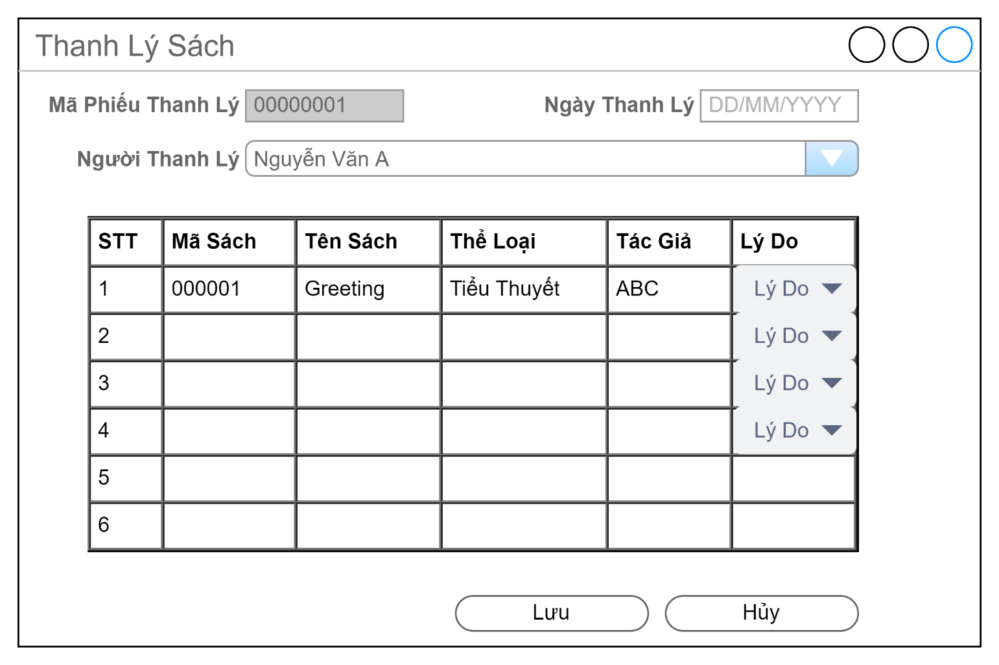 Thanh Lý Sách
Mã Phiếu Thanh Lý 00000001 Ngày Thanh Lý DD/MM/YYYY
Người Thanh Lý Nguyễn Văn A
STT Mã Sách Tên Sách Thể Loại Tác Giả Lý Do
1 000001 Greeting Tiểu Thuyết ABC Lý Do
2 Lý Do
3 Lý Do
4 Lý Do
5
6
Lưu Hủy